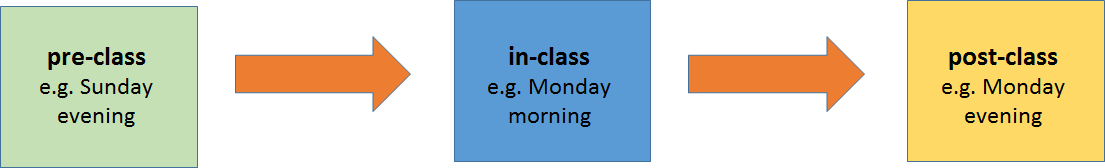 pre-class
e.g. Sunday
evening
in-class
e.g. Monday
morning
post-class
e.g. Monday
evening